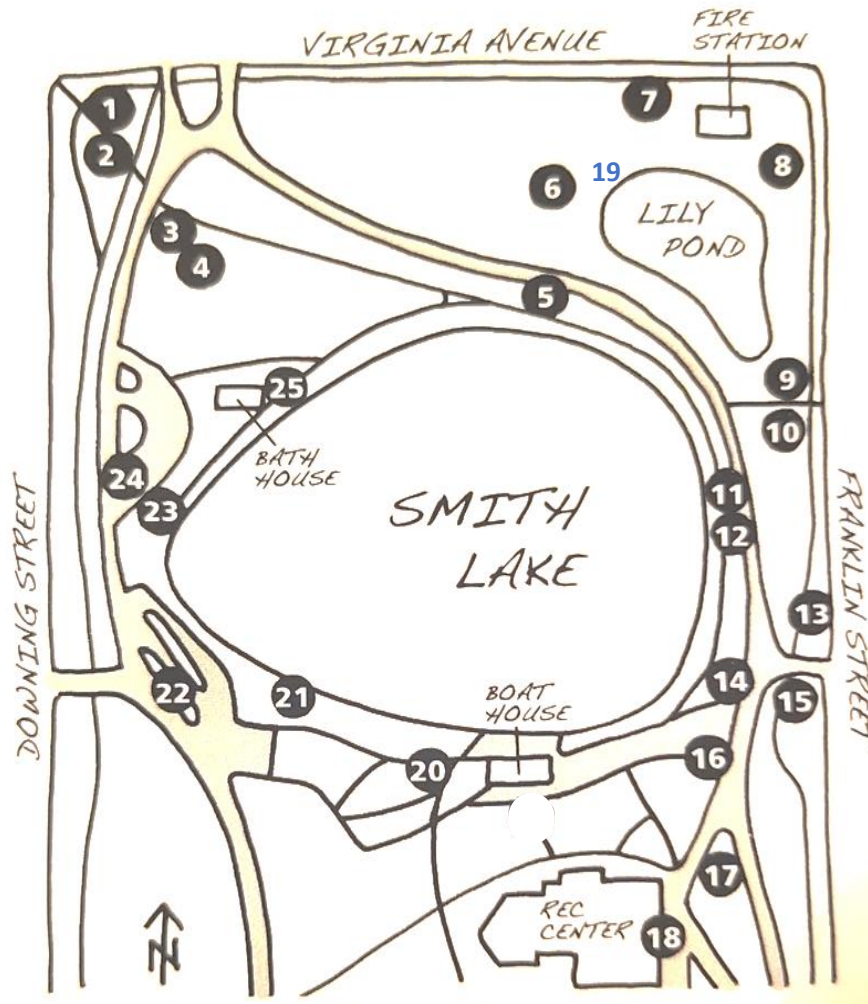 VIRGINIA AVENUE
FIRE
STATION
1
2
3
4
5
6
7
8
19
LILY
POND
9
10
11
12
13
14
15
16
17
18
20
21
22
23
24
25
BATH
HOUSE
SMITH
LAKE
BOAT
HOUSE
REC
CENTER
DOWNING STREET
FRANKLIN STREET
N